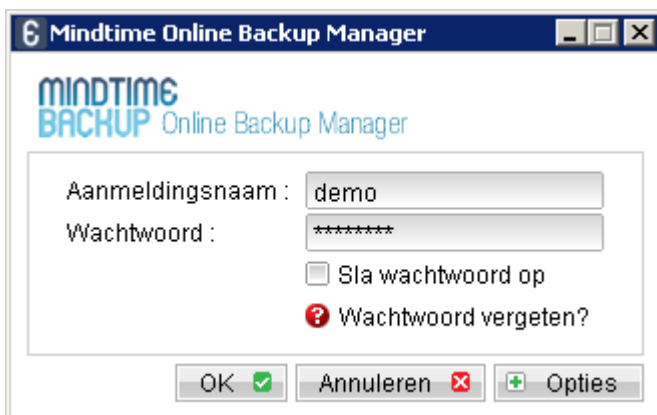 Mindtime Online Backup Manager
MINDTIME
BACKUP Online Backup Manager
Aanmeldingsnaam : demo
Wachtwoord : ********
Sla wachtwoord op
? Wachtwoord vergeten?
OK Annuleren Opties